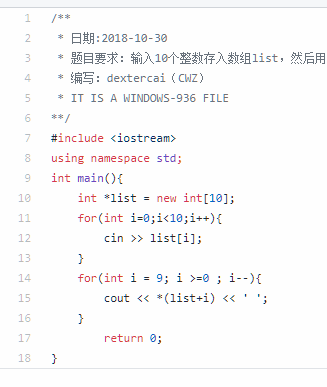 1 /**
2 * 日期:2018-10-30
3 * 题目要求: 输入10个整数存入数组list，然后用
4 * 编写: dextercai（CWZ）
5 * IT IS A WINDOWS-936 FILE
6 **/
7 #include <iostream>
8 using namespace std;
9 int main(){
10 int *list = new int[10];
11 for(int i=0;i<10;i++){
12 cin >> list[i];
13 }
14 for(int i = 9; i >=0 ; i--){
15 cout << *(list+i) << ' ';
16 }
17 return 0;
18 }